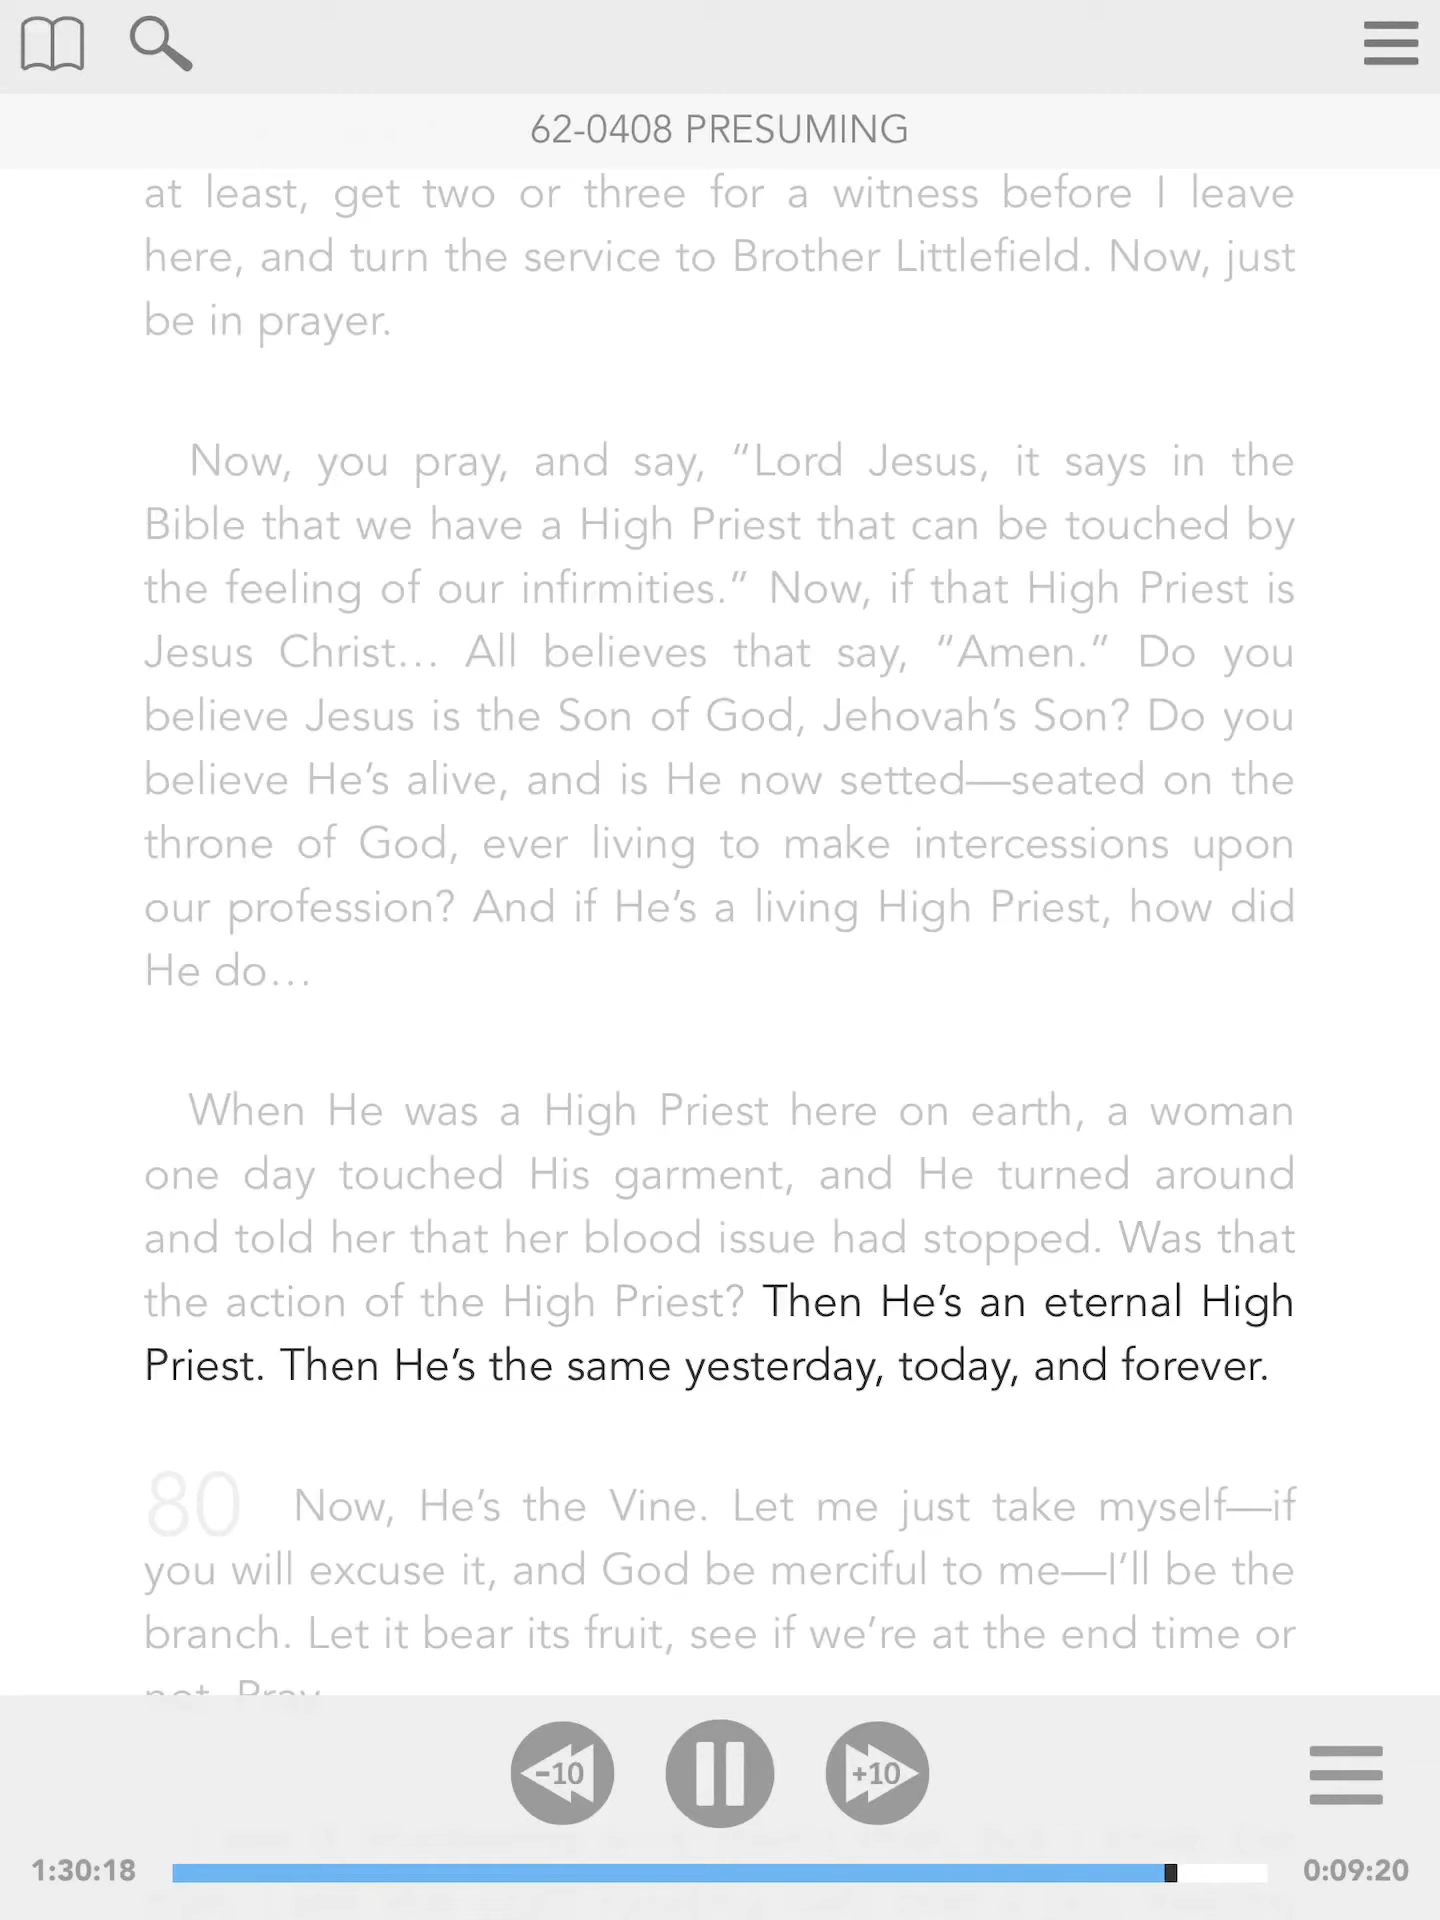 62-0408 PRESUMING
at least, get two or three for a witness before I leave
here, and turn the service to Brother Littlefield. Now, just
be in prayer.
Now, you pray, and say, “Lord Jesus, it says in the
Bible that we have a High Priest that can be touched by
the feeling of our infirmities.” Now, if that High Priest is
Jesus Christ… All believes that say, “Amen.” Do you
believe Jesus is the Son of God, Jehovah’s Son? Do you
believe He’s alive, and is He now setted—seated on the
throne of God, ever living to make intercessions upon
our profession? And if He’s a living High Priest, how did
He do…
When He was a High Priest here on earth, a woman
one day touched His garment, and He turned around
and told her that her blood issue had stopped. Was that
the action of the High Priest? Then He’s an eternal High
Priest. Then He’s the same yesterday, today, and forever.
80 Now, He’s the Vine. Let me just take myself—if
you will excuse it, and God be merciful to me—I’ll be the
branch. Let it bear its fruit, see if we’re at the end time or
not. Pray
-10
+10
1:30:18
0:09:20